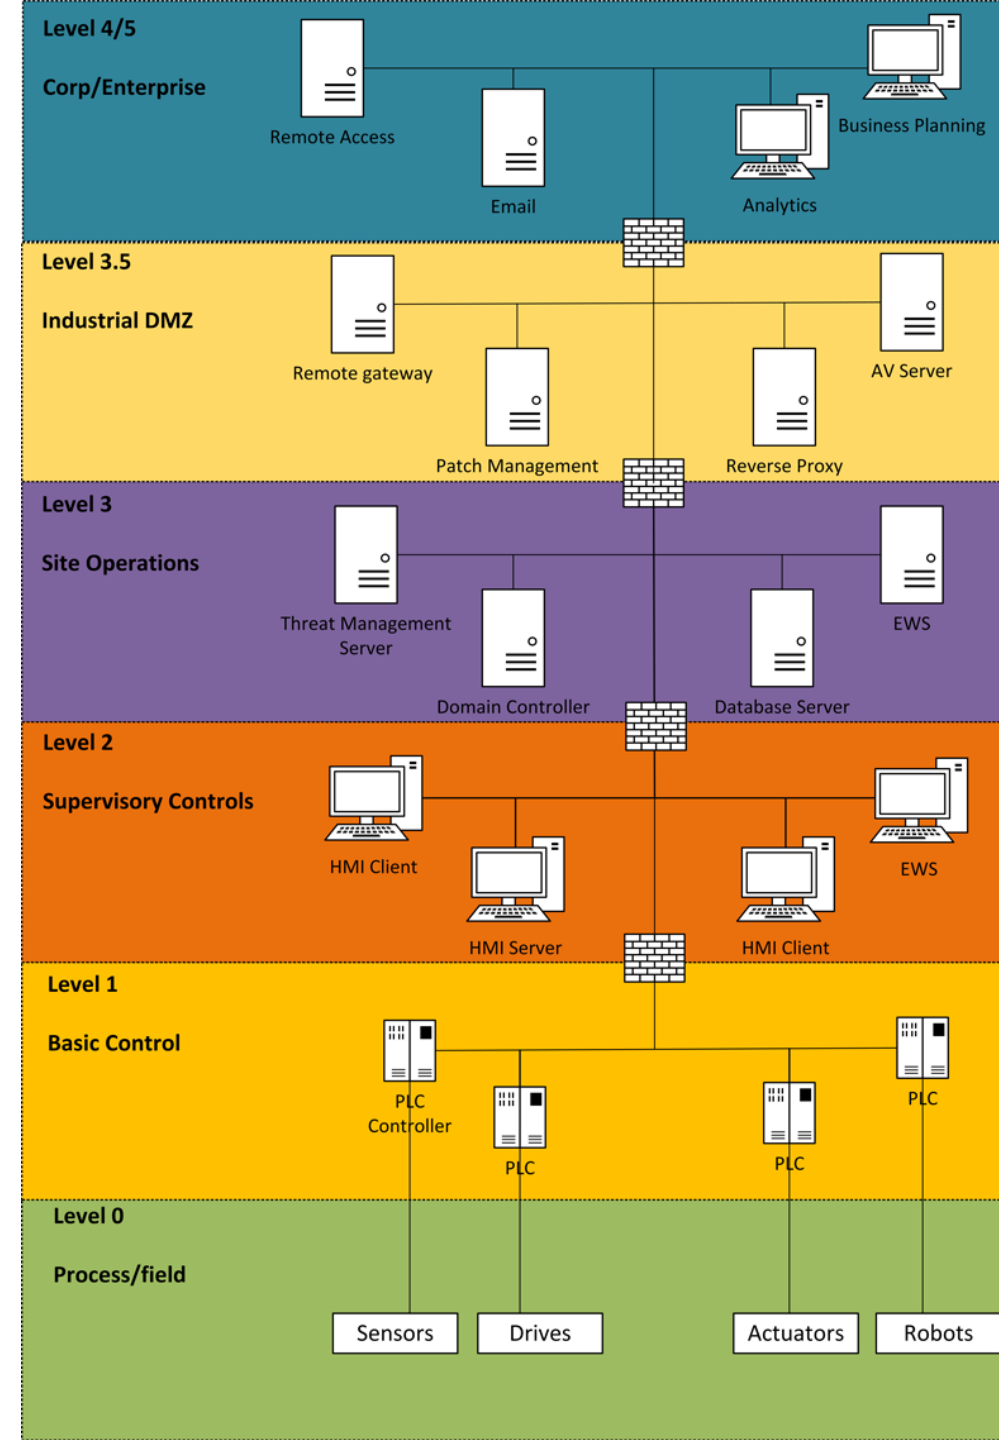 Level 4/5
Corp/Enterprise
Remote Access
Email
Analytics
Business Planning
Level 3.5
Industrial DMZ
Remote gateway
Patch Management
Reverse Proxy
AV Server
Level 3
Site Operations
Threat Management
Server
Domain Controller
Database Server
EWS
Level 2
Supervisory Controls
HMI Client
HMI Server
HMI Client
EWS
Level 1
Basic Control
PLC
Controller
PLC
PLC
PLC
Level 0
Process/field
Sensors
Drives
Actuators
Robots